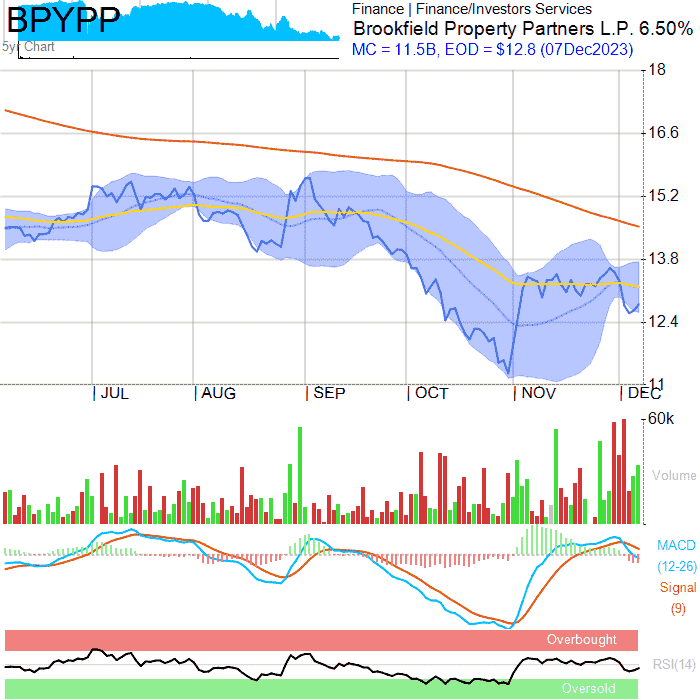 BPYPP
5yr Chart
Finance | Finance/Investors Services
Brookfield Property Partners L.P. 6.50%
MC = 11.5B, EOD = $12.8 (07Dec2023)
18
16.6
15.2
13.8
12.4
11
JUL AUG SEP OCT NOV DEC
60k
Volume
MACD
(12-26)
Signal
(9)
Overbought
RSI(14)
Oversold